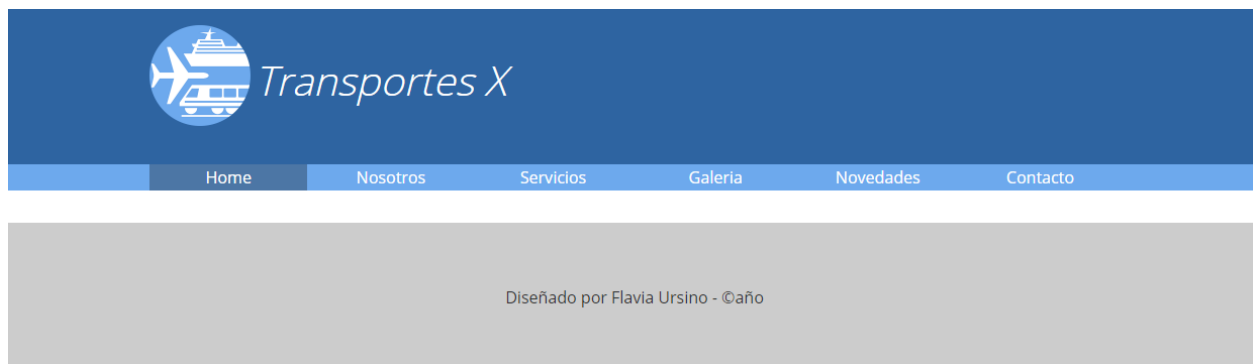 Transportes X
Home Nosotros Servicios Galeria Novedades Contacto
Diseñado por Flavia Ursino - ©año